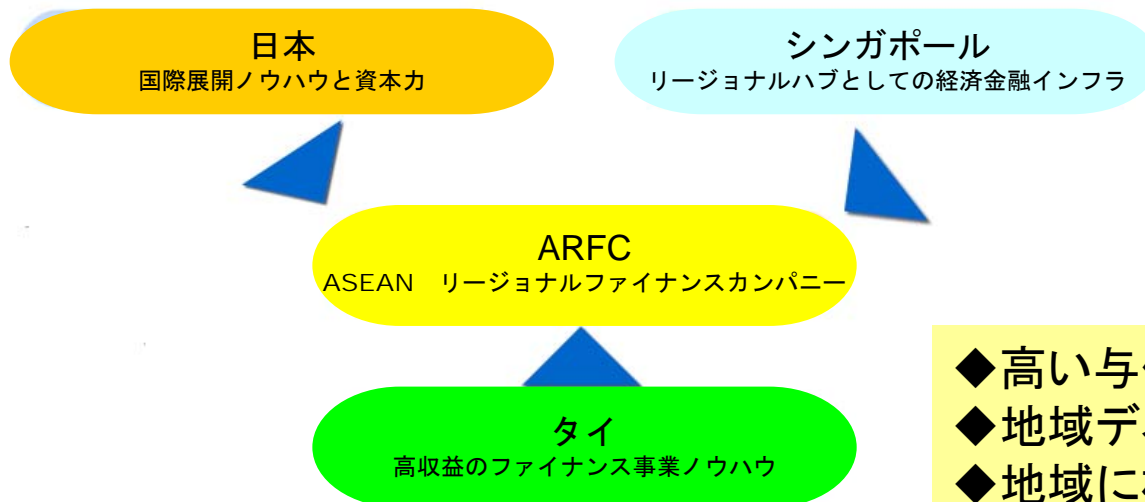 日本
国際展開ノウハウと資本力
シンガポール
リージョナルハブとしての経済金融インフラ
ARFC
ASEAN　リージョナルファイナンスカンパニー
タイ
高収益のファイナンス事業ノウハウ
◆高い与
◆地域デ
◆地域に